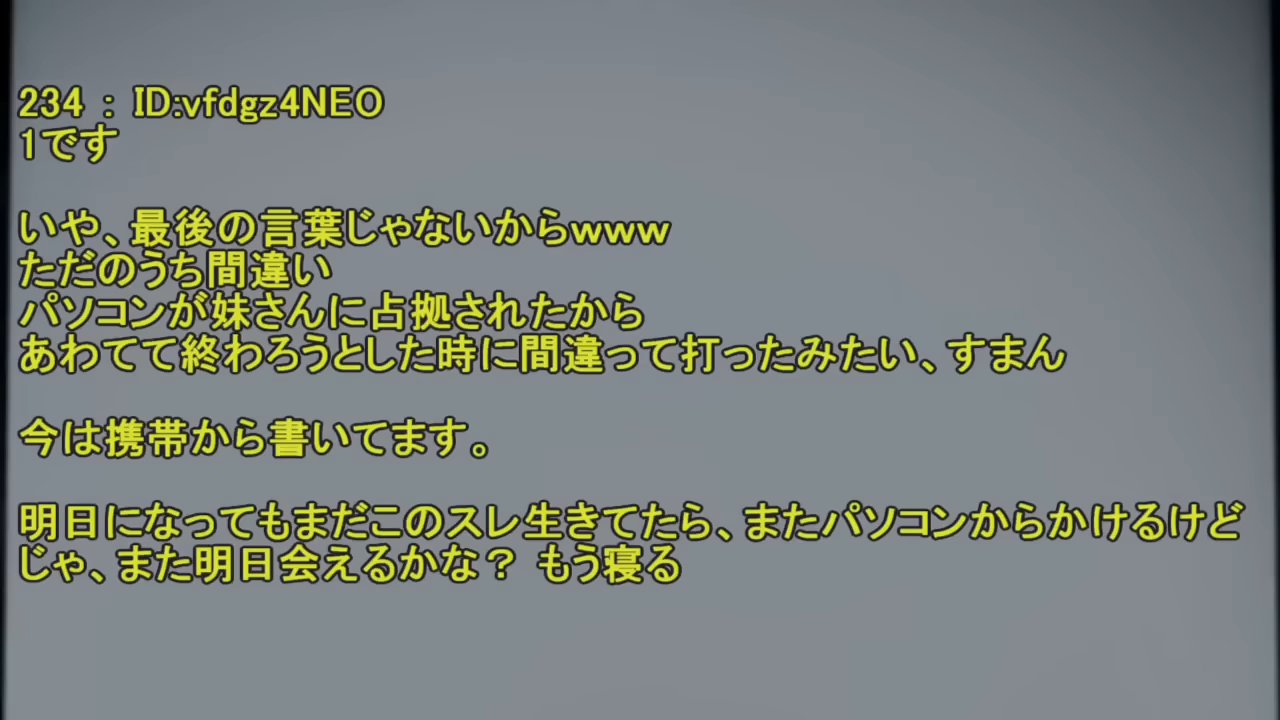 234 : ID:vfdgz4NEO
1です
いや、最後の言葉じゃないからwww
ただのうち間違い
パソコンが妹さんに占拠されたから
あわてて終わろうとした時に間違って打ったみたい、すまん
今は携帯から書いてます。
明日になってもまだこのスレ生きてたら、またパソコンからかけるけど
じゃ、また明日会えるかな? もう寝る